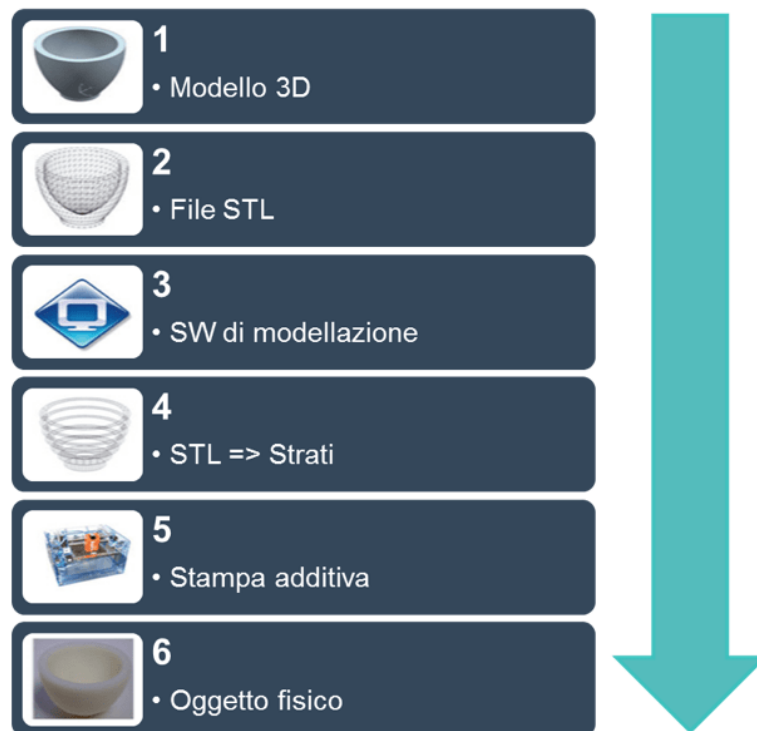 1
• Modello 3D
2
• File STL
3
• SW di modellazione
4
• STL => Strati
5
• Stampa additiva
6
• Oggetto fisico